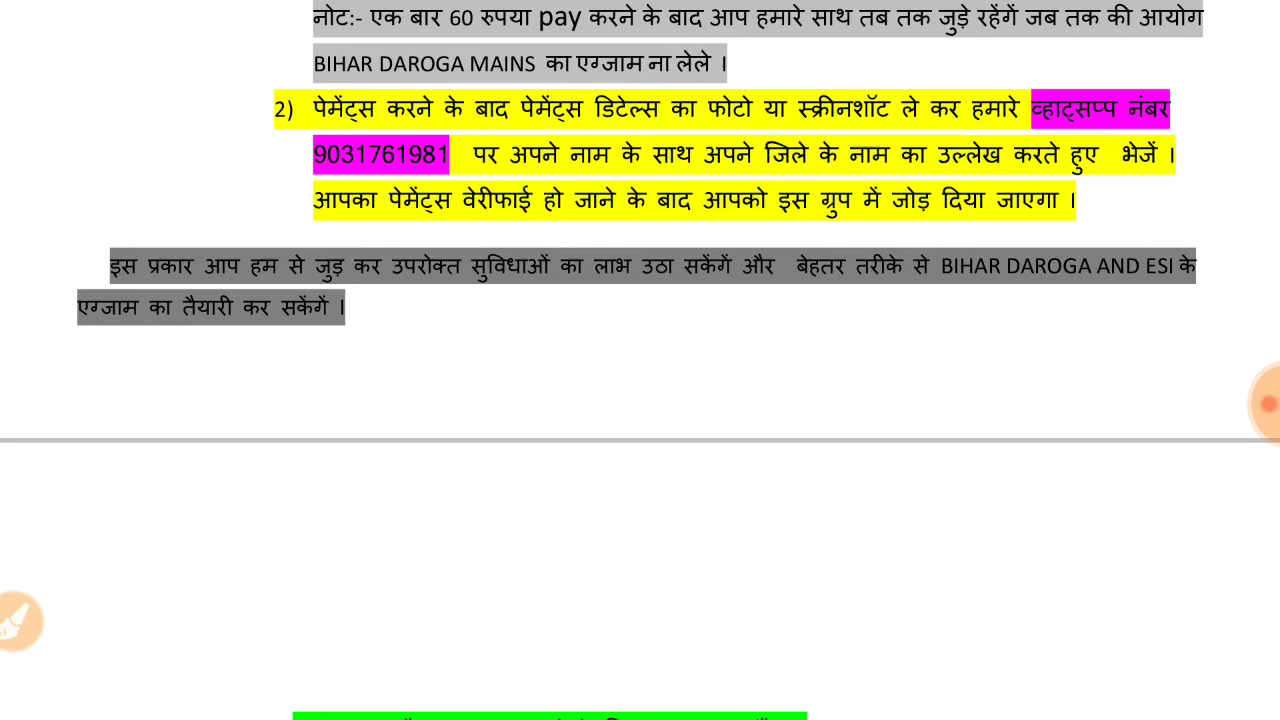 नोट:- एक बार 60 रुपया pay करने के बाद आप हमारे साथ तब तक जुड़े रहेंगें जब तक की आयोग
BIHAR DAROGA MAINS का एग्जाम ना लेले ।
2) पेमेंट्स करने के बाद पेमेंट्स डिटेल्स का फोटो या स्क्रीनशॉट ले कर हमारे व्हाट्सप्प नंबर
9031761981 पर अपने नाम के साथ अपने जिले के नाम का उल्लेख करते हुए भेजें ।
आपका पेमेंट्स वेरीफाई हो जाने के बाद आपको इस ग्रुप में जोड़ दिया जाएगा ।
इस प्रकार आप हम से जुड़ कर उपरोक्त सुविधाओं का लाभ उठा सकेंगें और बेहतर तरीके से BIHAR DAROGA AND ESI के
एग्जाम का तैयारी कर सकेंगें ।